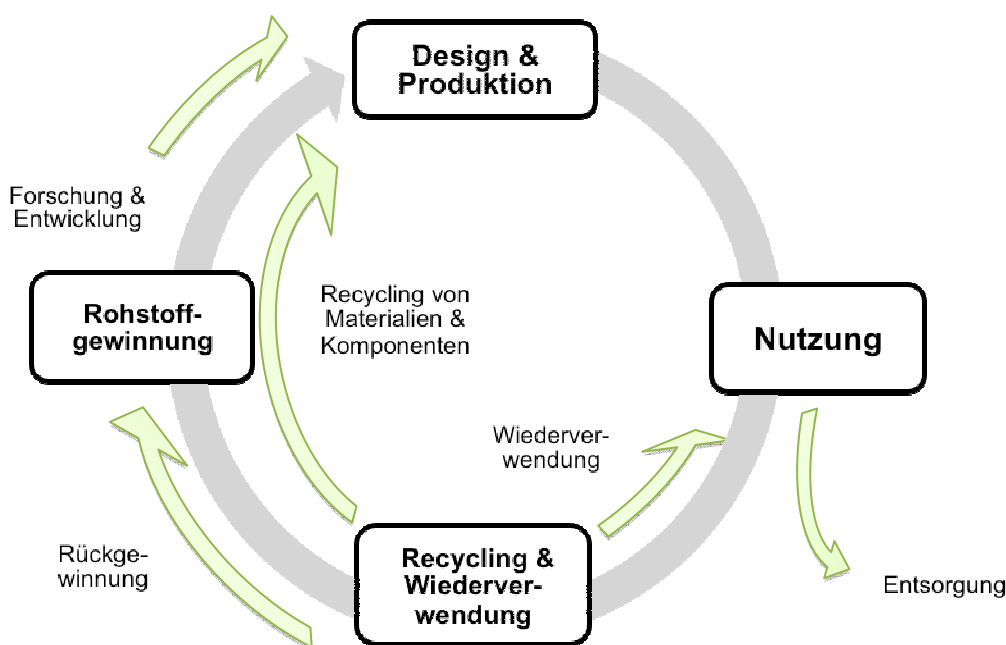 Design &
Produktion
Forschung &
Entwicklung
Rohstoff-
gewinnung
Recycling von
Materialien &
Komponenten
Nutzung
Wiederver-
wendung
Rückge-
winnung
Recycling &
Wiederver-
wendung
Entsorgung